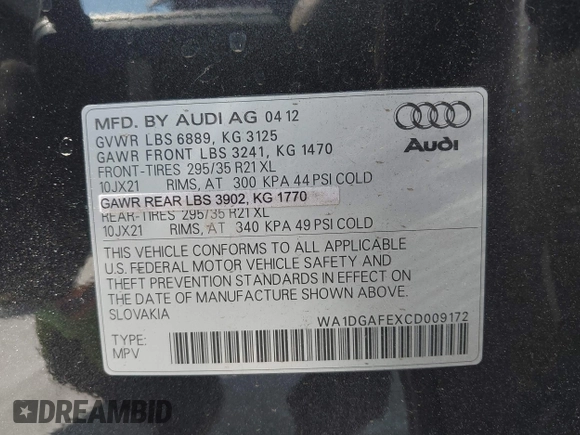 MFD. BY AUDI AG 04 12
GVWR LBS 6889, KG 3125
GAWR FRONT LBS 3241, KG 1470
FRONT-TIRES 295/35 R21 XL
10JX21 RIMS, AT 300 KPA 44 PSI COLD
GAWR REAR LBS 3902, KG 1770
REAR-TIRES 295/35 R21 XL
10JX21 RIMS, AT 340 KPA 49 PSI COLD
THIS VEHICLE CONFORMS TO ALL APPLICABLE
U.S. FEDERAL MOTOR VEHICLE SAFETY AND
THEFT PREVENTION STANDARDS IN EFFECT ON
THE DATE OF MANUFACTURE SHOWN ABOVE.
SLOVAKIA
WA1DGAFEXCD009172
TYPE:
MPV
Audi
DREAMBID